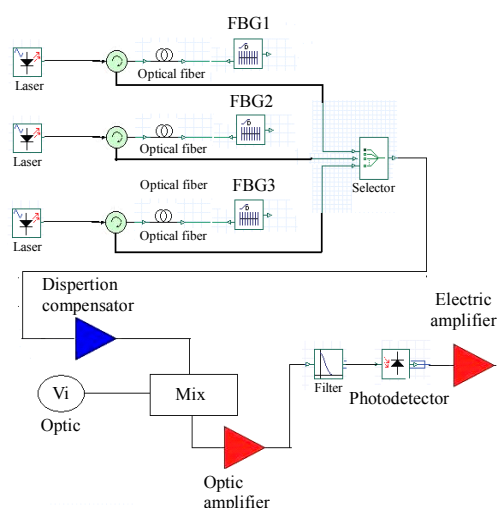 FBG1
Optical fiber
Laser
FBG2
Optical fiber
Laser
Selector
Optical fiber
FBG3
Optical fiber
Laser
Dispertion
compensator
Electric
amplifier
Vi
Mix
Optic
Filter
Photodetector
Optic
amplifier